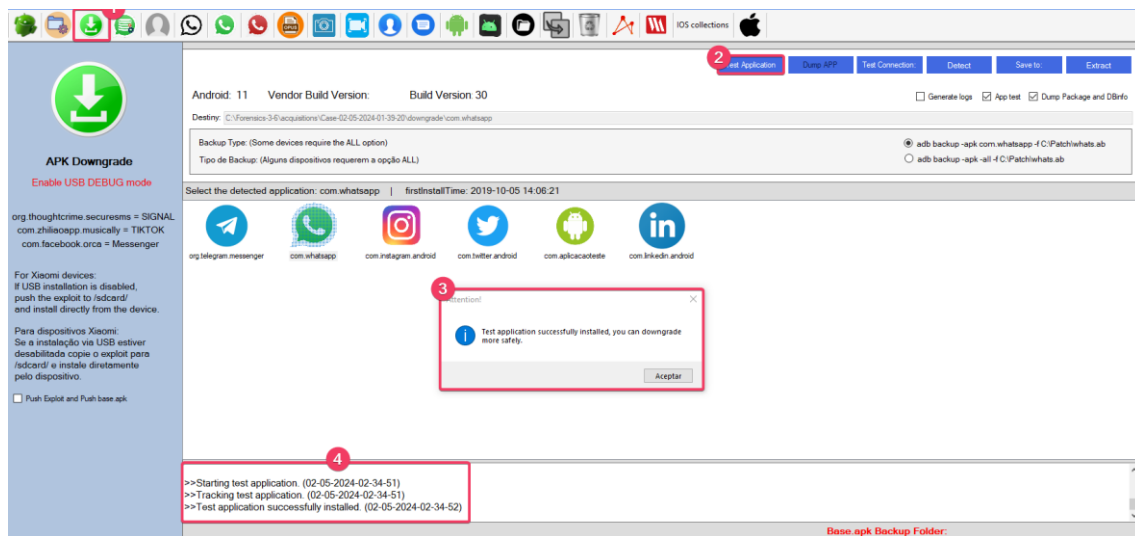 1
OPUS
IOS collections
2
Test Application
Dump APP
Test Connection:
Detect
Save to:
Extract
Android: 11 Vendor Build Version: Build Version: 30
Generate logs App test Dump Package and DBinfo
Destiny: C:\Forensics-3-6\acquisitions\Case-02-05-2024-01-39-20\downgrade\com.whatsapp
Backup Type: (Some devices require the ALL option)
Tipo de Backup: (Alguns dispositivos requerem a opção ALL)
adb backup -apk com.whatsapp -f C:\Patch\whats.ab
adb backup -apk -all -f C:\Patch\whats.ab
APK Downgrade
Enable USB DEBUG mode
org.thoughtcrime.securesms = SIGNAL
com.zhiliaoapp.musically = TIKTOK
com.facebook.orca = Messenger
For Xiaomi devices:
If USB installation is disabled,
push the exploit to /sdcard/
and install directly from the device.
Para dispositivos Xiaomi:
Se a instalação via USB estiver
desabilitada copie o exploit para
/sdcard/ e instale diretamente
pelo dispositivo.
Push Exploit and Push base apk
Select the detected application: com.whatsapp | firstInstallTime: 2019-10-05 14:06:21
in
org.telegram.messenger
com.whatsapp
com.instagram.android
com.twitter.android
com.aplicacaoteste
com.linkedin.android
3
Attention!
Test application successfully installed, you can downgrade
more safely.
Aceptar
4
>>Starting test application. (02-05-2024-02-34-51)
>>Tracking test application. (02-05-2024-02-34-51)
>>Test application successfully installed. (02-05-2024-02-34-52)
Base.apk Backup Folder: